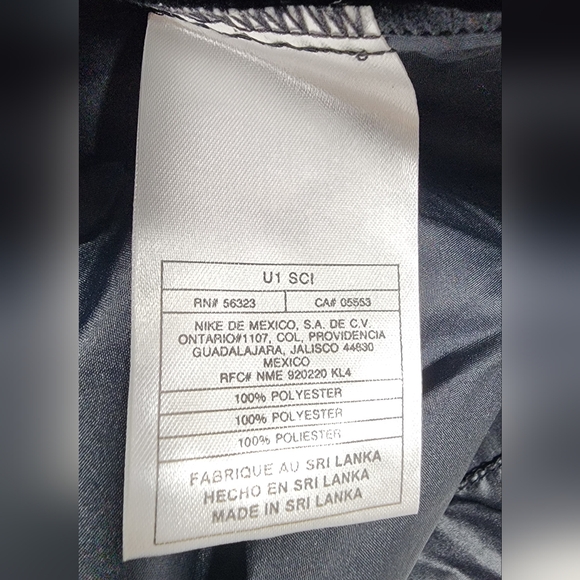 U1 SCI
RN# 56323 CA# 05553
NIKE DE MEXICO, S.A. DE C.V.
ONTARIO#1107, COL, PROVIDENCIA
GUADALAJARA, JALISCO 44630
MEXICO
RFC# NME 920220 KL4
100% POLYESTER
100% POLYESTER
100% POLIESTER
FABRIQUE AU SRI LANKA
HECHO EN SRI LANKA
MADE IN SRI LANKA